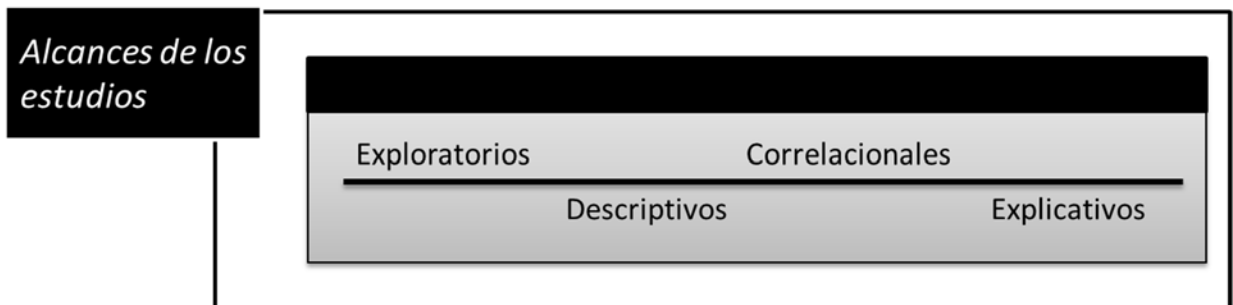 Alcances de los
estudios
Exploratorios
Correlacionales
Descriptivos
Explicativos